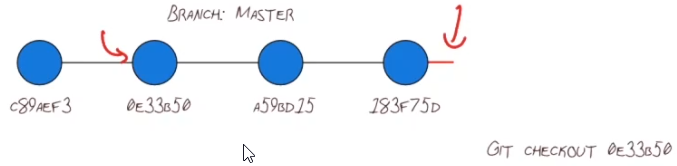 BRANCH: MASTER
C89AEF3 0E33B50 A59BD15 183F75D
GIT CHECKOUT 0E33B50